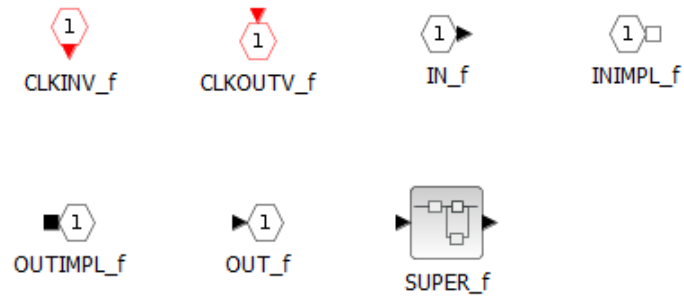 1 1 1 1
CLKINV_f CLKOUTV_f IN_f INIMPL_f
1 1
OUTIMPL_f OUT_f SUPER_f